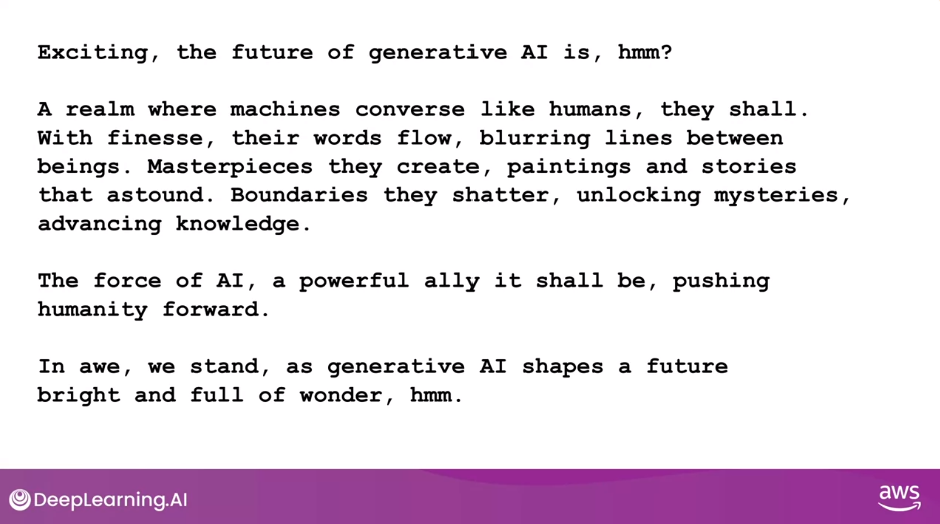 Exciting, the future of generative AI is, hmm?
A realm where machines converse like humans, they shall.
With finesse, their words flow, blurring lines between
beings. Masterpieces they create, paintings and stories
that astound. Boundaries they shatter, unlocking mysteries,
advancing knowledge.
The force of AI, a powerful ally it shall be, pushing
humanity forward.
In awe, we stand, as generative AI shapes a future
bright and full of wonder, hmm.
DeepLearning.AI
aws